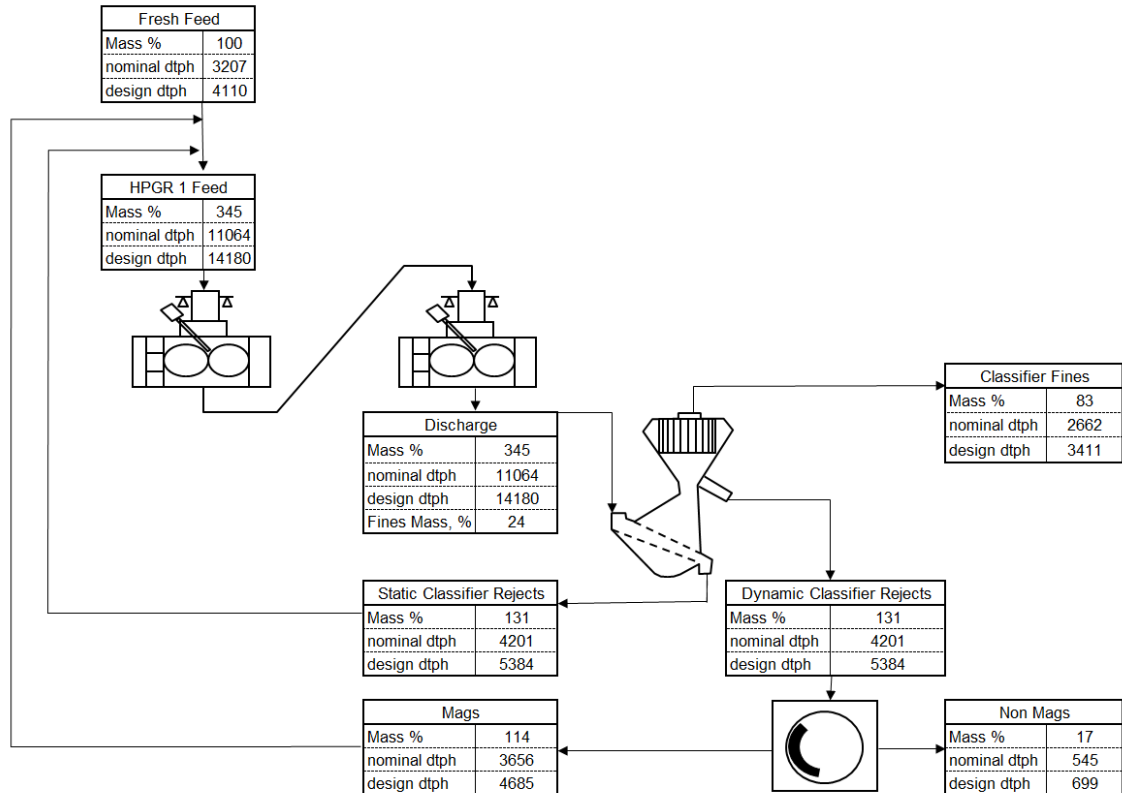 Fresh Feed
Mass % 100
nominal dtph 3207
design dtph 4110
HPGR 1 Feed
Mass % 345
nominal dtph 11064
design dtph 14180
Discharge
Mass % 345
nominal dtph 11064
design dtph 14180
Fines Mass, % 24
Classifier Fines
Mass % 83
nominal dtph 2662
design dtph 3411
Static Classifier Rejects
Mass % 131
nominal dtph 4201
design dtph 5384
Dynamic Classifier Rejects
Mass % 131
nominal dtph 4201
design dtph 5384
Mags
Mass % 114
nominal dtph 3656
design dtph 4685
Non Mags
Mass % 17
nominal dtph 545
design dtph 699